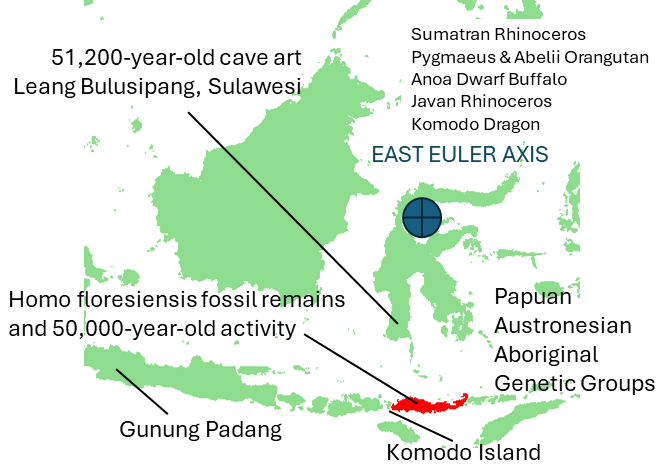 Sumatran Rhinoceros
Pygmaeus & Abelii Orangutan
Anoa Dwarf Buffalo
Javan Rhinoceros
Komodo Dragon
51,200-year-old cave art
Leang Bulusipang, Sulawesi
EAST EULER AXIS
Homo floresiensis fossil remains
and 50,000-year-old activity
Papuan
Austronesian
Aboriginal
Genetic Groups
Gunung Padang
Komodo Island